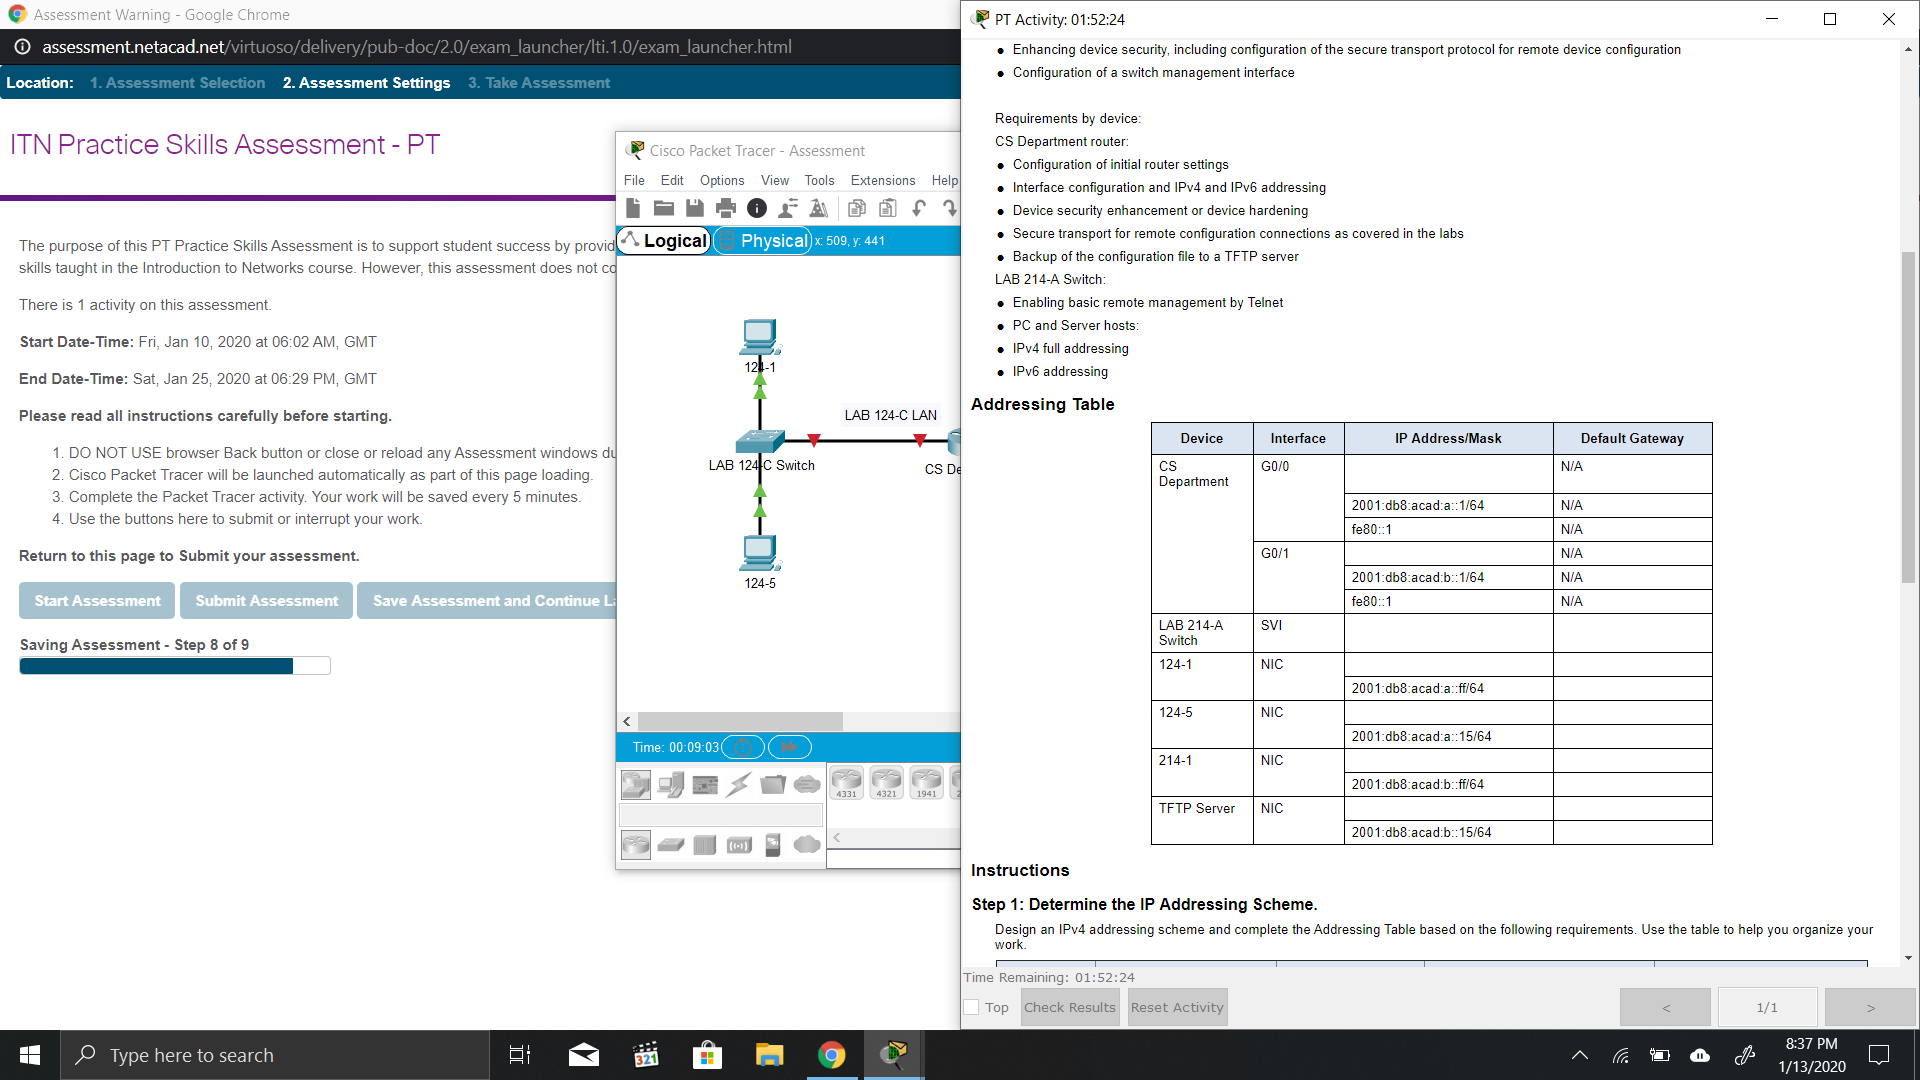 Assessment Warning - Google Chrome
assessment.netacad.net/virtuoso/delivery/pub-doc/2.0/exam_launcher/lti.1.0/exam_launcher.html
Location: 1. Assessment Selection 2. Assessment Settings 3. Take Assessment
ITN Practice Skills Assessment - PT
The purpose of this PT Practice Skills Assessment is to support student success by provid
skills taught in the Introduction to Networks course. However, this assessment does not co
There is 1 activity on this assessment.
Start Date-Time: Fri, Jan 10, 2020 at 06:02 AM, GMT
End Date-Time: Sat, Jan 25, 2020 at 06:29 PM, GMT
Please read all instructions carefully before starting.
1. DO NOT USE browser Back button or close or reload any Assessment windows du
2. Cisco Packet Tracer will be launched automatically as part of this page loading.
3. Complete the Packet Tracer activity. Your work will be saved every 5 minutes.
4. Use the buttons here to submit or interrupt your work.
Return to this page to Submit your assessment.
Start Assessment Submit Assessment Save Assessment and Continue La
Saving Assessment - Step 8 of 9
Cisco Packet Tracer - Assessment
File Edit Options View Tools Extensions Help
Logical Physical x: 509, y: 441
124-1
LAB 124-C LAN
LAB 124-C Switch
CS De
124-5
Time: 00:09:03
4331 4321 1941 2
PT Activity: 01:52:24
• Enhancing device security, including configuration of the secure transport protocol for remote device configuration
• Configuration of a switch management interface
Requirements by device:
CS Department router:
• Configuration of initial router settings
• Interface configuration and IPv4 and IPv6 addressing
• Device security enhancement or device hardening
• Secure transport for remote configuration connections as covered in the labs
• Backup of the configuration file to a TFTP server
LAB 214-A Switch:
• Enabling basic remote management by Telnet
• PC and Server hosts:
• IPv4 full addressing
• IPv6 addressing
Addressing Table
Device Interface IP Address/Mask Default Gateway
CS Department G0/0 N/A
2001:db8:acad:a::1/64 N/A
fe80::1 N/A
G0/1 N/A
2001:db8:acad:b::1/64 N/A
fe80::1 N/A
LAB 214-A Switch SVI
124-1 NIC
2001:db8:acad:a::ff/64
124-5 NIC
2001:db8:acad:a::15/64
214-1 NIC
2001:db8:acad:b::ff/64
TFTP Server NIC
2001:db8:acad:b::15/64
Instructions
Step 1: Determine the IP Addressing Scheme.
Design an IPv4 addressing scheme and complete the Addressing Table based on the following requirements. Use the table to help you organize your
work.
Time Remaining: 01:52:24
Top Check Results Reset Activity < 1/1 >
Type here to search
321
8:37 PM
1/13/2020